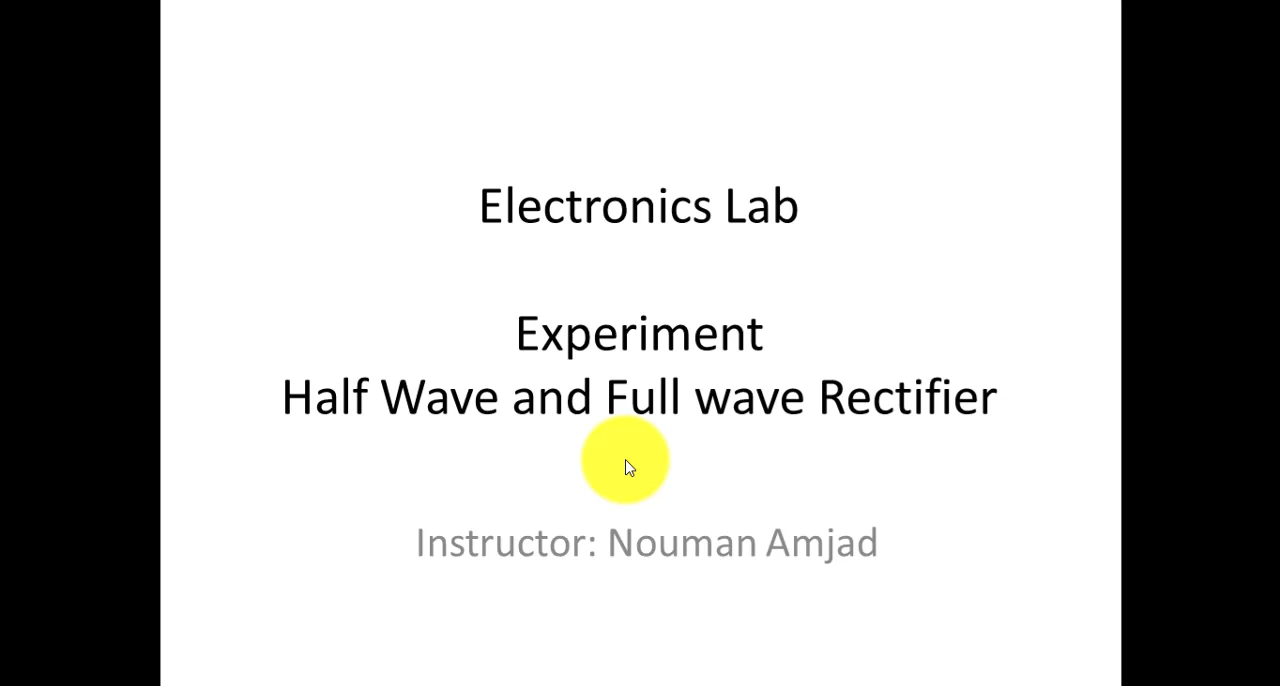 Electronics Lab
Experiment
Half Wave and Full wave Rectifier
Instructor: Nouman Amjad